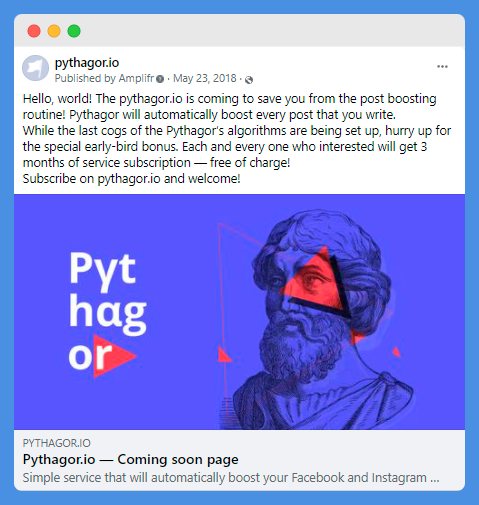 pythagor.io
Published by Amplifr · May 23, 2018 ·
Hello, world! The pythagor.io is coming to save you from the post boosting
routine! Pythagor will automatically boost every post that you write.
While the last cogs of the Pythagor's algorithms are being set up, hurry up for
the special early-bird bonus. Each and every one who interested will get 3
months of service subscription — free of charge!
Subscribe on pythagor.io and welcome!
Pyt
hag
or
PYTHAGOR.IO
Pythagor.io — Coming soon page
Simple service that will automatically boost your Facebook and Instagram ...